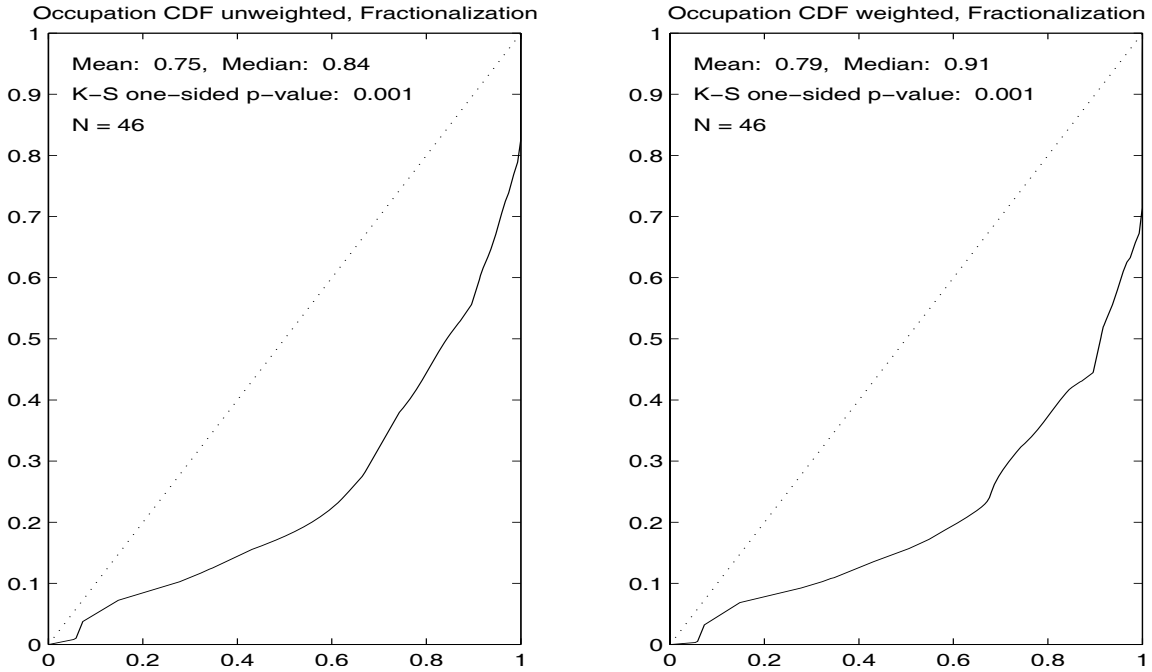 Occupation CDF unweighted, Fractionalization
1
Mean: 0.75, Median: 0.84
0.9
K-S one-sided p-value: 0.001
N = 46
0.8
0.7
0.6
0.5
0.4
0.3
0.2
0.1
0
0 0.2 0.4 0.6 0.8 1
Occupation CDF weighted, Fractionalization
1
Mean: 0.79, Median: 0.91
0.9
K-S one-sided p-value: 0.001
N = 46
0.8
0.7
0.6
0.5
0.4
0.3
0.2
0.1
0
0 0.2 0.4 0.6 0.8 1